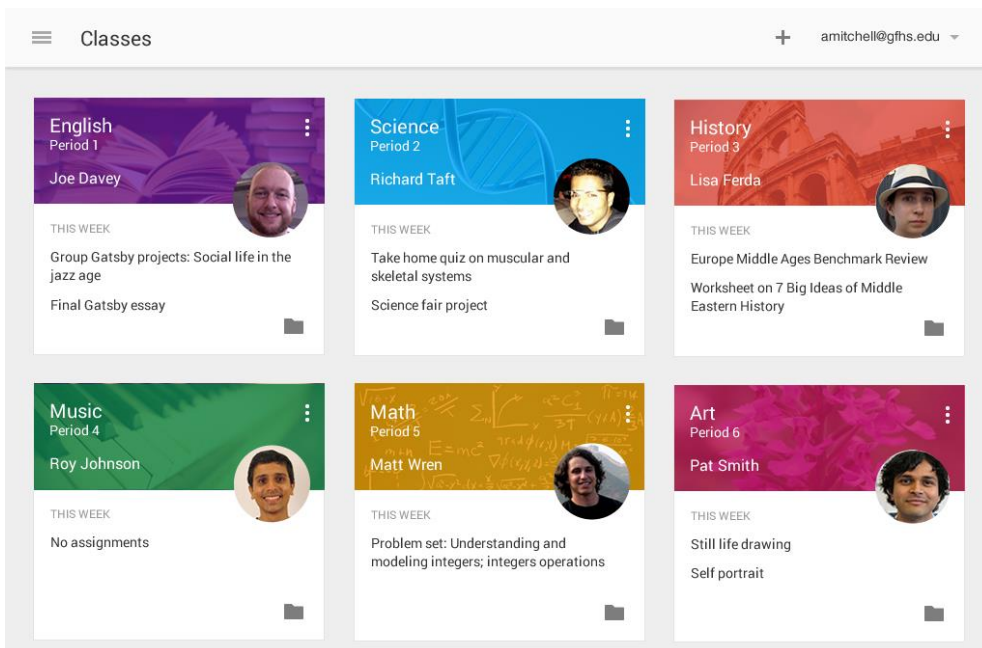 Classes
amitchell@gfhs.edu
English
Period 1
Joe Davey
THIS WEEK
Group Gatsby projects: Social life in the
jazz age
Final Gatsby essay
Science
Period 2
Richard Taft
THIS WEEK
Take home quiz on muscular and
skeletal systems
Science fair project
History
Period 3
Lisa Ferda
THIS WEEK
Europe Middle Ages Benchmark Review
Worksheet on 7 Big Ideas of Middle
Eastern History
Music
Period 4
Roy Johnson
THIS WEEK
No assignments
Math
Period 5
Matt Wren
E=mc²
THIS WEEK
Problem set: Understanding and
modeling integers; integers operations
Art
Period 6
Pat Smith
THIS WEEK
Still life drawing
Self portrait